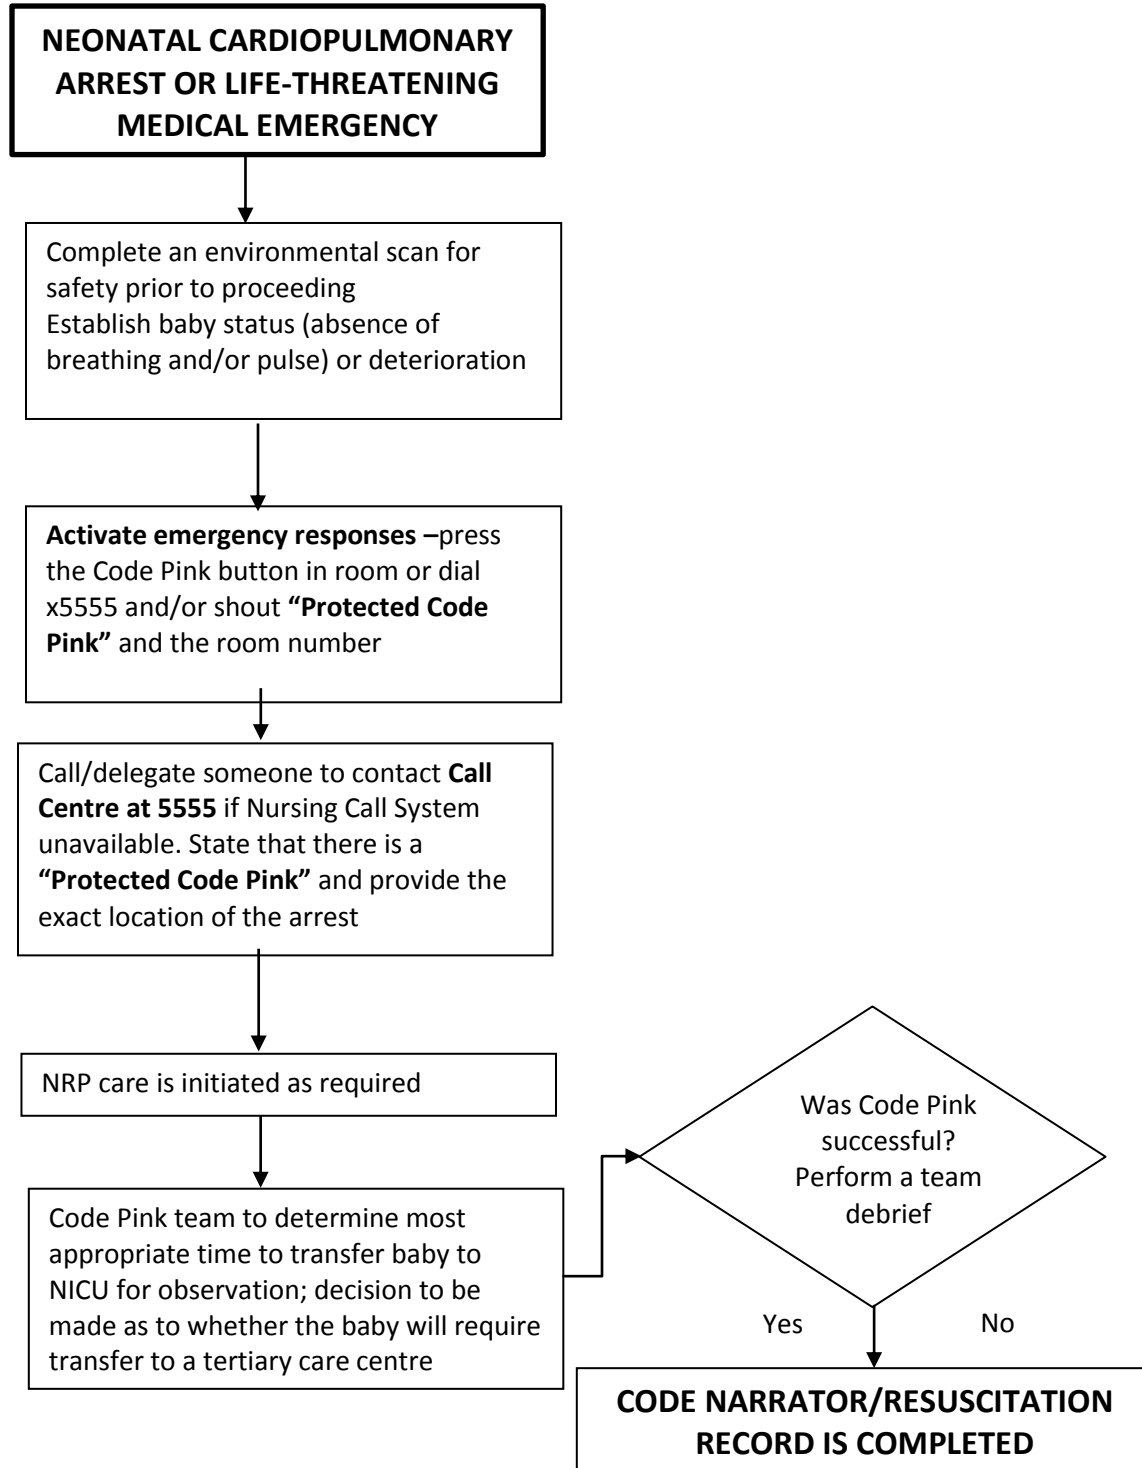 NEONATAL CARDIOPULMONARY
ARREST OR LIFE-THREATENING
MEDICAL EMERGENCY
Complete an environmental scan for
safety prior to proceeding
Establish baby status (absence of
breathing and/or pulse) or deterioration
Activate emergency responses –press
the Code Pink button in room or dial
x5555 and/or shout “Protected Code
Pink” and the room number
Call/delegate someone to contact Call
Centre at 5555 if Nursing Call System
unavailable. State that there is a
“Protected Code Pink” and provide the
exact location of the arrest
NRP care is initiated as required
Code Pink team to determine most
appropriate time to transfer baby to
NICU for observation; decision to be
made as to whether the baby will require
transfer to a tertiary care centre
Was Code Pink
successful?
Perform a team
debrief
Yes
No
CODE NARRATOR/RESUSCITATION
RECORD IS COMPLETED